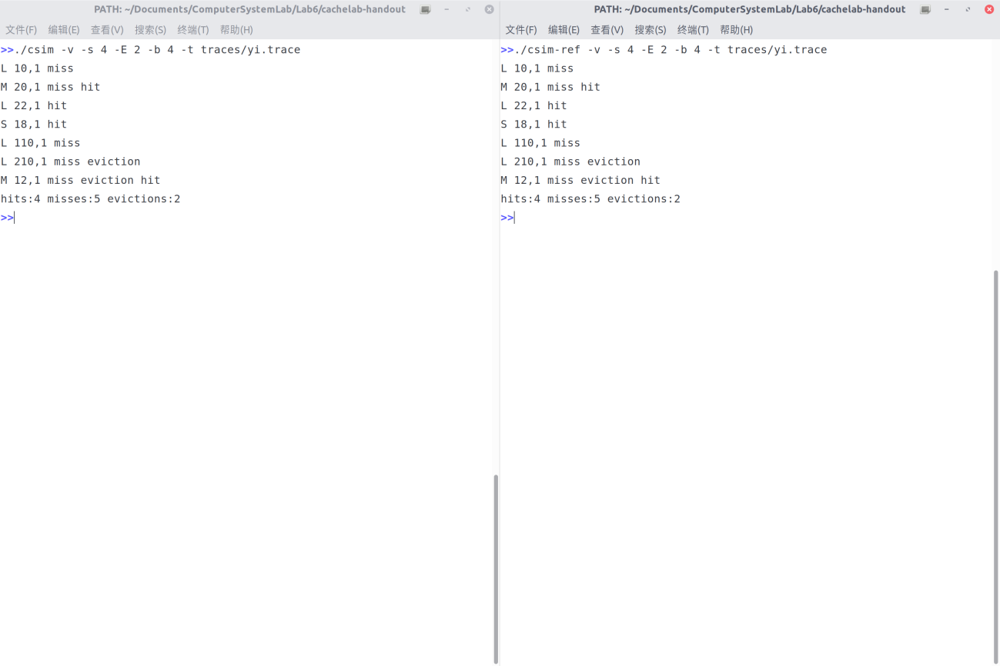 PATH: ~/Documents/ComputerSystemLab/Lab6/cachelab-handout
文件(F) 编辑(E) 查看(V) 搜索(S) 终端(T) 帮助(H)
>>./csim -v -s 4 -E 2 -b 4 -t traces/yi.trace
L 10,1 miss
M 20,1 miss hit
L 22,1 hit
S 18,1 hit
L 110,1 miss
L 210,1 miss eviction
M 12,1 miss eviction hit
hits:4 misses:5 evictions:2
>>
PATH: ~/Documents/ComputerSystemLab/Lab6/cachelab-handout
文件(F) 编辑(E) 查看(V) 搜索(S) 终端(T) 帮助(H)
>>./csim-ref -v -s 4 -E 2 -b 4 -t traces/yi.trace
L 10,1 miss
M 20,1 miss hit
L 22,1 hit
S 18,1 hit
L 110,1 miss
L 210,1 miss eviction
M 12,1 miss eviction hit
hits:4 misses:5 evictions:2
>>